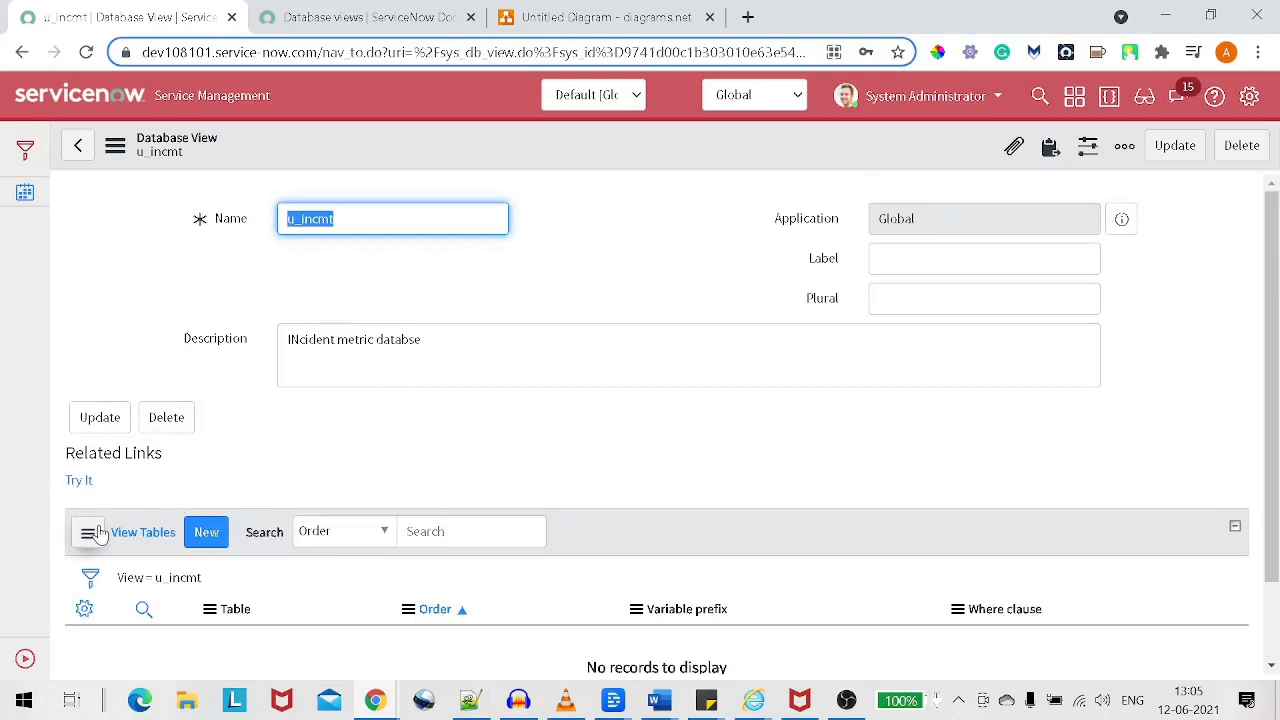 u_incmt | Database View | Service
Database views | ServiceNow Doc
Untitled Diagram - diagrams.net
dev108101.service-now.com/nav_to.do?uri=%2Fsys_db_view.do%3Fsys_id%3D9741d00c1b303010e63e54...
A
servicenow. Service Management
Default [Glc
Global
System Administrator
15
Database View
u_incmt
Update
Delete
Name
u_incmt
Application
Global
Label
Plural
Description
INcident metric databse
Update
Delete
Related Links
Try It
View Tables
New
Search
Order
Search
View = u_incmt
Table
Order
Variable prefix
Where clause
No records to display
100%
ENG
13:05
12-06-2021